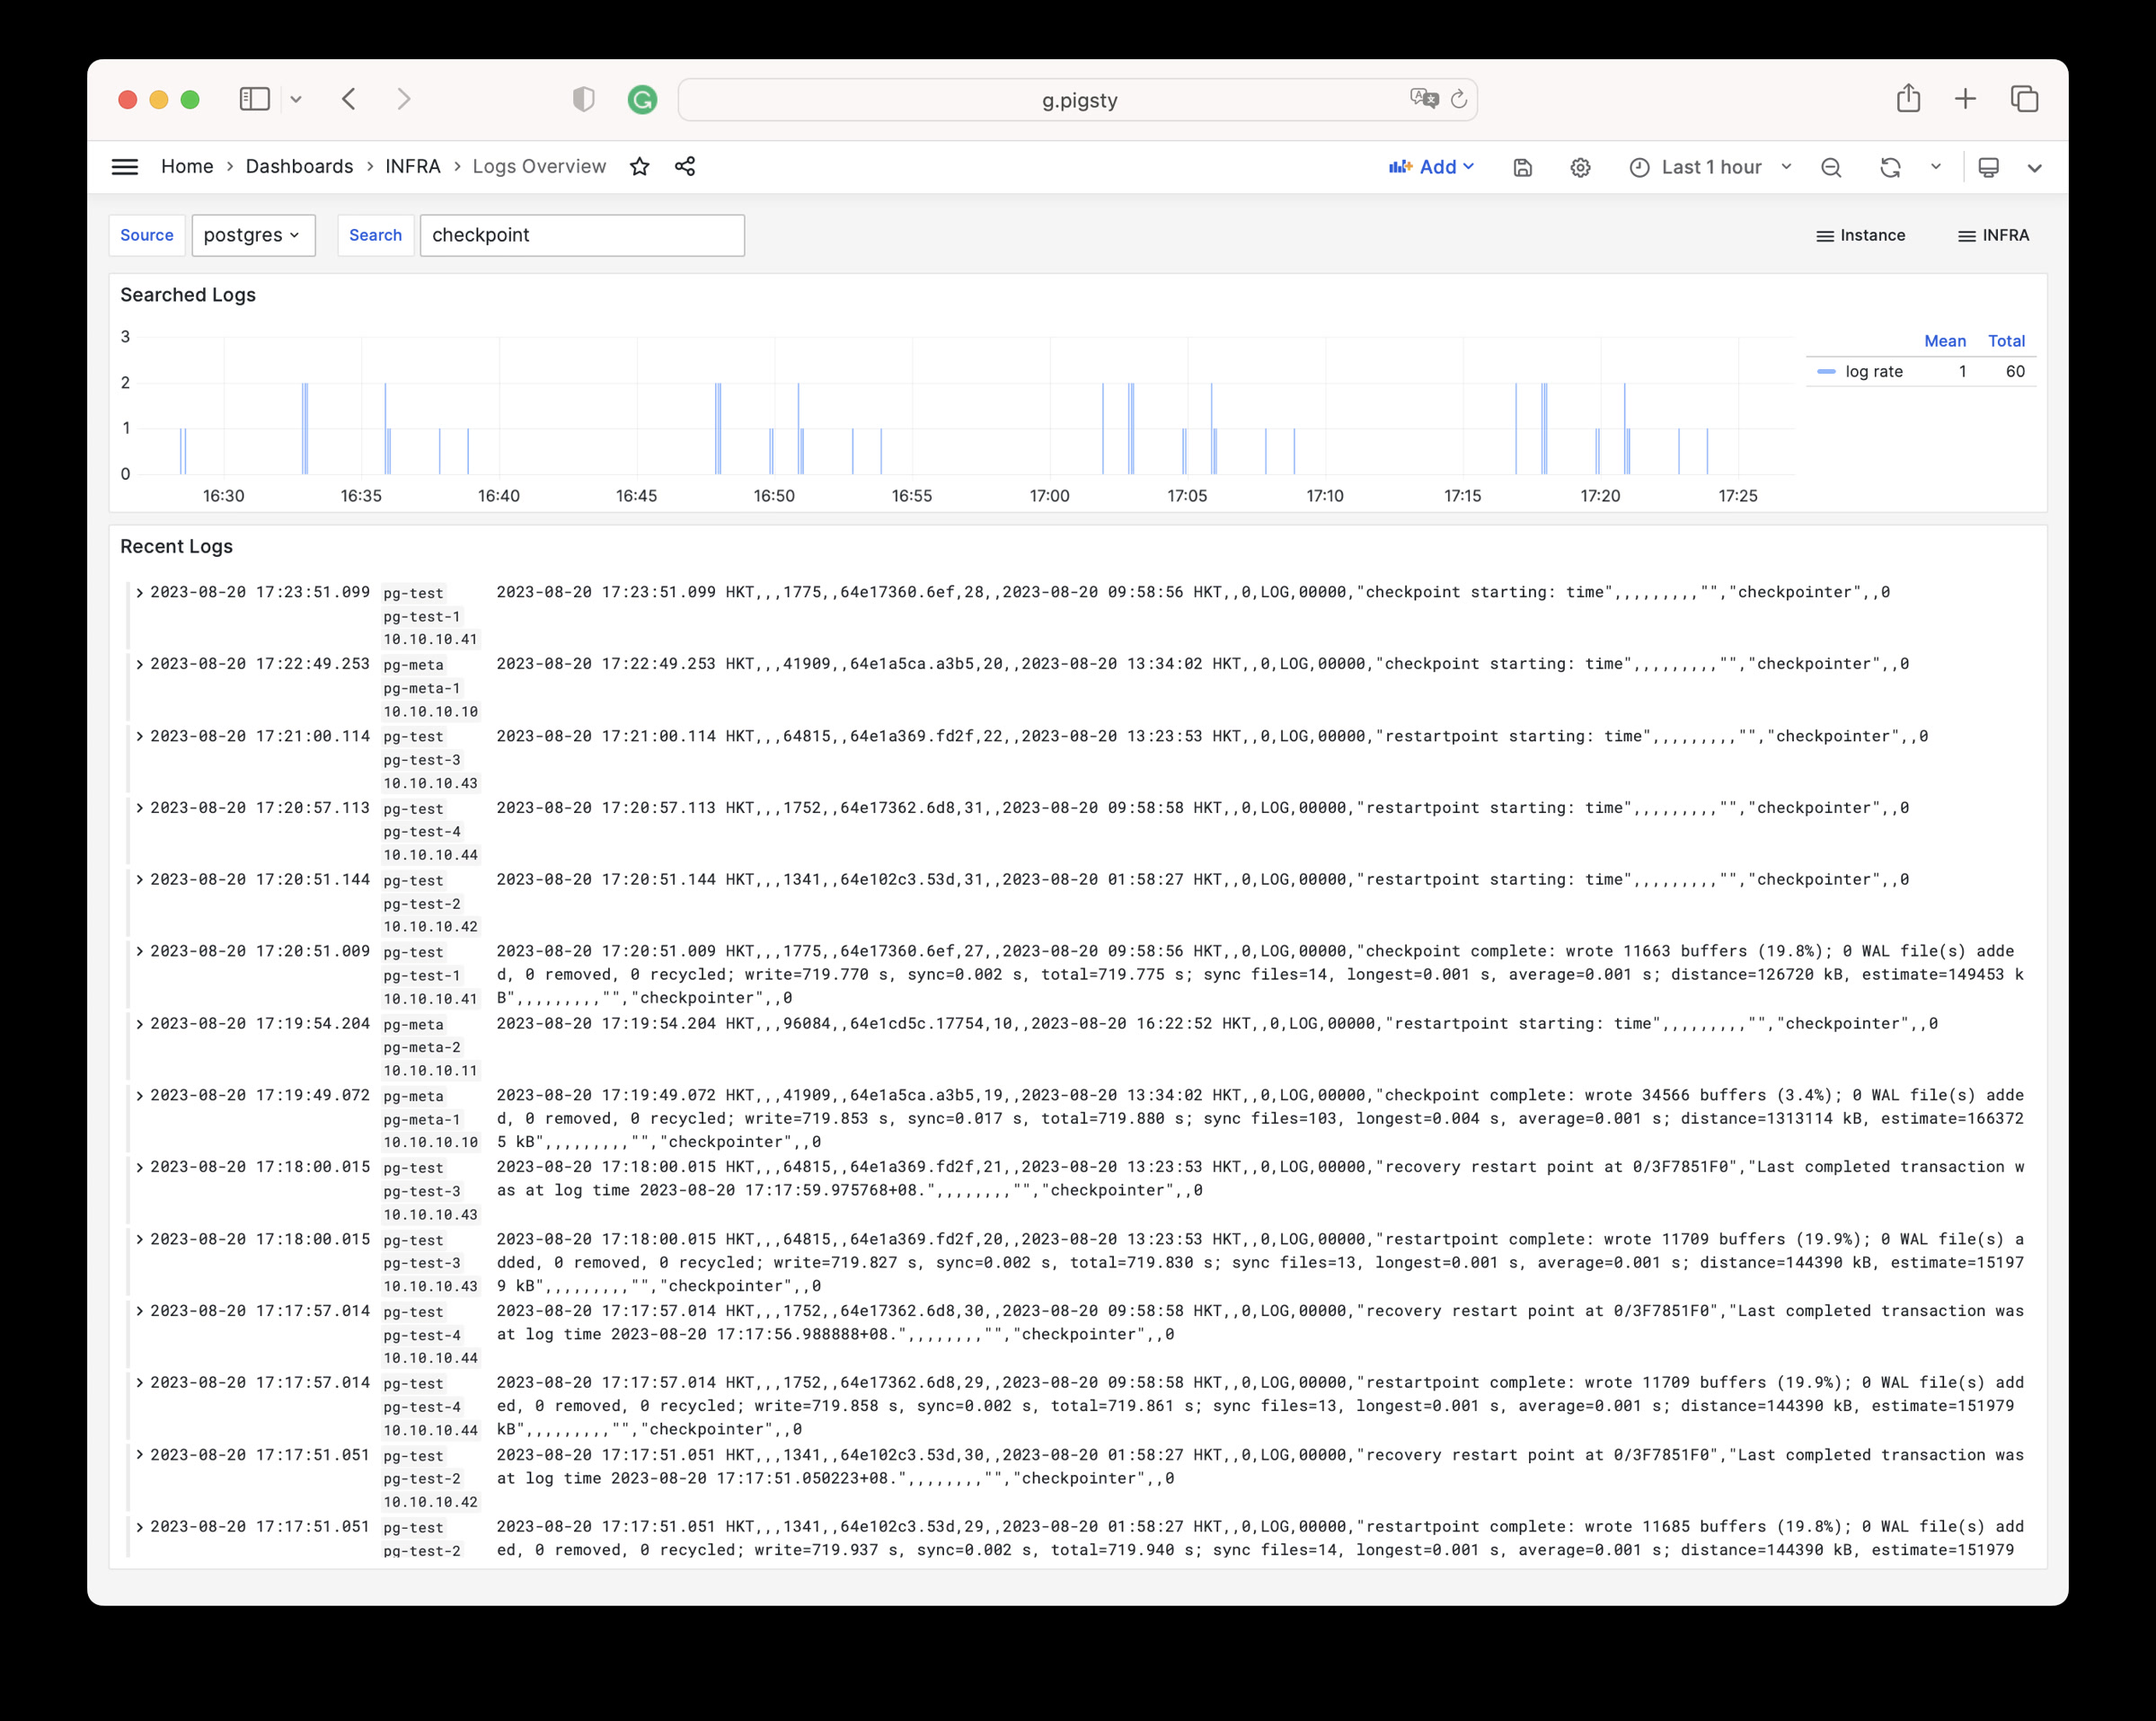 g.pigsty
Home › Dashboards › INFRA › Logs Overview Add Last 1 hour
Source postgres Search checkpoint Instance INFRA
Searched Logs
3
2
1
0
16:30 16:35 16:40 16:45 16:50 16:55 17:00 17:05 17:10 17:15 17:20 17:25
Mean Total
log rate 1 60
Recent Logs
2023-08-20 17:23:51.099 pg-test 2023-08-20 17:23:51.099 HKT,,,1775,,64e17360.6ef,28,,2023-08-20 09:58:56 HKT,,0,LOG,00000,"checkpoint starting: time",,,,,,,,,"","checkpointer",,0
pg-test-1
10.10.10.41
2023-08-20 17:22:49.253 pg-meta 2023-08-20 17:22:49.253 HKT,,,41909,,64e1a5ca.a3b5,20,,2023-08-20 13:34:02 HKT,,0,LOG,00000,"checkpoint starting: time",,,,,,,,,"","checkpointer",,0
pg-meta-1
10.10.10.10
2023-08-20 17:21:00.114 pg-test 2023-08-20 17:21:00.114 HKT,,,64815,,64e1a369.fd2f,22,,2023-08-20 13:23:53 HKT,,0,LOG,00000,"restartpoint starting: time",,,,,,,,,"","checkpointer",,0
pg-test-3
10.10.10.43
2023-08-20 17:20:57.113 pg-test 2023-08-20 17:20:57.113 HKT,,,1752,,64e17362.6d8,31,,2023-08-20 09:58:58 HKT,,0,LOG,00000,"restartpoint starting: time",,,,,,,,,"","checkpointer",,0
pg-test-4
10.10.10.44
2023-08-20 17:20:51.144 pg-test 2023-08-20 17:20:51.144 HKT,,,1341,,64e102c3.53d,31,,2023-08-20 01:58:27 HKT,,0,LOG,00000,"restartpoint starting: time",,,,,,,,,"","checkpointer",,0
pg-test-2
10.10.10.42
2023-08-20 17:20:51.009 pg-test 2023-08-20 17:20:51.009 HKT,,,1775,,64e17360.6ef,27,,2023-08-20 09:58:56 HKT,,0,LOG,00000,"checkpoint complete: wrote 11663 buffers (19.8%); 0 WAL file(s) adde
pg-test-1 d, 0 removed, 0 recycled; write=719.770 s, sync=0.002 s, total=719.775 s; sync files=14, longest=0.001 s, average=0.001 s; distance=126720 kB, estimate=149453 k
10.10.10.41 B",,,,,,,,,"","checkpointer",,0
2023-08-20 17:19:54.204 pg-meta 2023-08-20 17:19:54.204 HKT,,,96084,,64e1cd5c.17754,10,,2023-08-20 16:22:52 HKT,,0,LOG,00000,"restartpoint starting: time",,,,,,,,,"","checkpointer",,0
pg-meta-2
10.10.10.11
2023-08-20 17:19:49.072 pg-meta 2023-08-20 17:19:49.072 HKT,,,41909,,64e1a5ca.a3b5,19,,2023-08-20 13:34:02 HKT,,0,LOG,00000,"checkpoint complete: wrote 34566 buffers (3.4%); 0 WAL file(s) adde
pg-meta-1 d, 0 removed, 0 recycled; write=719.853 s, sync=0.017 s, total=719.880 s; sync files=103, longest=0.004 s, average=0.001 s; distance=1313114 kB, estimate=166372
10.10.10.10 5 kB",,,,,,,,,"","checkpointer",,0
2023-08-20 17:18:00.015 pg-test 2023-08-20 17:18:00.015 HKT,,,64815,,64e1a369.fd2f,21,,2023-08-20 13:23:53 HKT,,0,LOG,00000,"recovery restart point at 0/3F7851F0","Last completed transaction w
pg-test-3 as at log time 2023-08-20 17:17:59.975768+08.",,,,,,,,"","checkpointer",,0
10.10.10.43
2023-08-20 17:18:00.015 pg-test 2023-08-20 17:18:00.015 HKT,,,64815,,64e1a369.fd2f,20,,2023-08-20 13:23:53 HKT,,0,LOG,00000,"restartpoint complete: wrote 11709 buffers (19.9%); 0 WAL file(s) a
pg-test-3 dded, 0 removed, 0 recycled; write=719.827 s, sync=0.002 s, total=719.830 s; sync files=13, longest=0.001 s, average=0.001 s; distance=144390 kB, estimate=15197
10.10.10.43 9 kB",,,,,,,,,"","checkpointer",,0
2023-08-20 17:17:57.014 pg-test 2023-08-20 17:17:57.014 HKT,,,1752,,64e17362.6d8,30,,2023-08-20 09:58:58 HKT,,0,LOG,00000,"recovery restart point at 0/3F7851F0","Last completed transaction was
pg-test-4 at log time 2023-08-20 17:17:56.988888+08.",,,,,,,,"","checkpointer",,0
10.10.10.44
2023-08-20 17:17:57.014 pg-test 2023-08-20 17:17:57.014 HKT,,,1752,,64e17362.6d8,29,,2023-08-20 09:58:58 HKT,,0,LOG,00000,"restartpoint complete: wrote 11709 buffers (19.9%); 0 WAL file(s) add
pg-test-4 ed, 0 removed, 0 recycled; write=719.858 s, sync=0.002 s, total=719.861 s; sync files=13, longest=0.001 s, average=0.001 s; distance=144390 kB, estimate=151979
10.10.10.44 kB",,,,,,,,,"","checkpointer",,0
2023-08-20 17:17:51.051 pg-test 2023-08-20 17:17:51.051 HKT,,,1341,,64e102c3.53d,30,,2023-08-20 01:58:27 HKT,,0,LOG,00000,"recovery restart point at 0/3F7851F0","Last completed transaction was
pg-test-2 at log time 2023-08-20 17:17:51.050223+08.",,,,,,,,"","checkpointer",,0
10.10.10.42
2023-08-20 17:17:51.051 pg-test 2023-08-20 17:17:51.051 HKT,,,1341,,64e102c3.53d,29,,2023-08-20 01:58:27 HKT,,0,LOG,00000,"restartpoint complete: wrote 11685 buffers (19.8%); 0 WAL file(s) add
pg-test-2 ed, 0 removed, 0 recycled; write=719.937 s, sync=0.002 s, total=719.940 s; sync files=14, longest=0.001 s, average=0.001 s; distance=144390 kB, estimate=151979